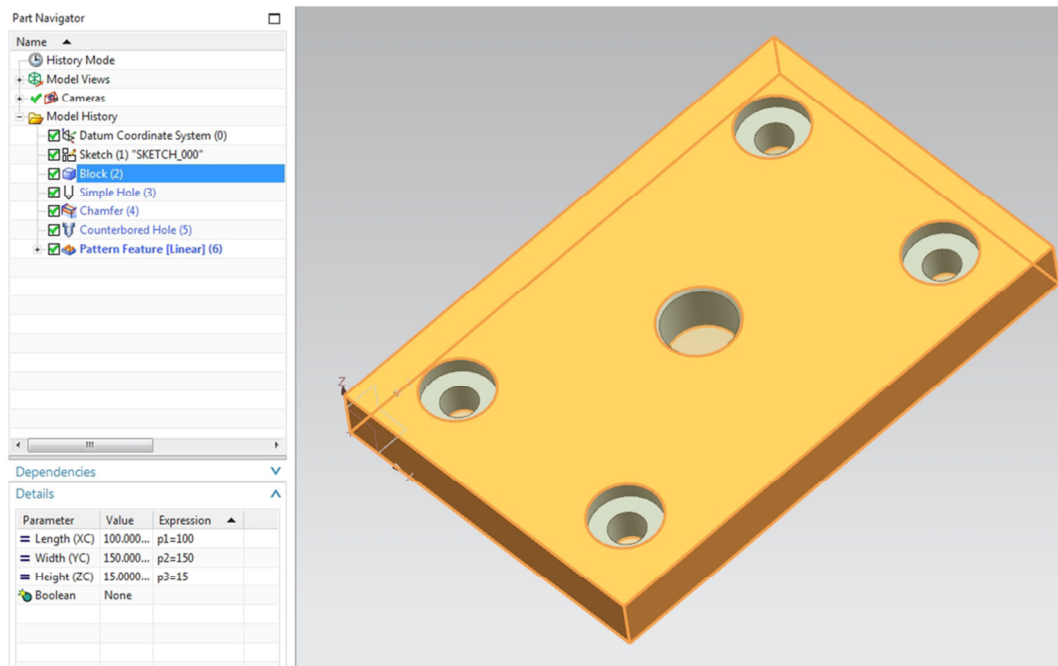 Part Navigator
Name
History Mode
Model Views
Cameras
Model History
Datum Coordinate System (0)
Sketch (1) "SKETCH_000"
Block (2)
Simple Hole (3)
Chamfer (4)
Counterbored Hole (5)
Pattern Feature [Linear] (6)
Dependencies
Details
Parameter Value Expression
Length (XC) 100.000... p1=100
Width (YC) 150.000... p2=150
Height (ZC) 15.0000... p3=15
Boolean None
Z
X